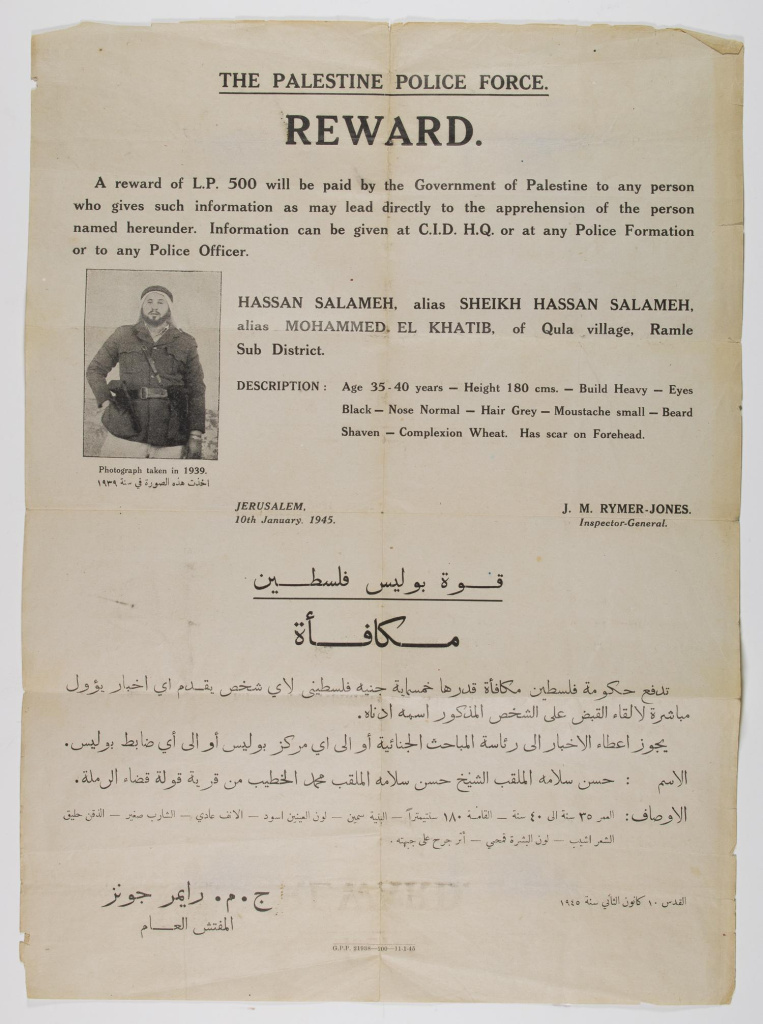 THE PALESTINE POLICE FORCE.
REWARD.
A reward of L.P. 500 will be paid by the Government of Palestine to any person
who gives such information as may lead directly to the apprehension of the person
named hereunder. Information can be given at C.I.D. H.Q. or at any Police Formation
or to any Police Officer.
HASSAN SALAMEH, alias SHEIKH HASSAN SALAMEH,
alias MOHAMMED EL KHATIB, of Qula village, Ramle
Sub District.
DESCRIPTION : Age 35-40 years — Height 180 cms. — Build Heavy — Eyes
Black — Nose Normal — Hair Grey — Moustache small — Beard
Shaven — Complexion Wheat. Has scar on Forehead.
Photograph taken in 1939.
اخذت هذه الصورة في سنة ١٩٣٩
JERUSALEM,
10th January. 1945.
J. M. RYMER-JONES.
Inspector-General.
قوة بوليس فلسطين
مكافأة
تدفع حكومة فلسطين مكافأة قدرها خمسماية جنيه فلسطيني لاي شخص يقدم اي اخبار يؤول
مباشرة لالقاء القبض على الشخص المذكور اسمه ادناه.
يجوز اعطاء الاخبار الى رئاسة المباحث الجنائية أو الى اي مركز بوليس أو الى أي ضابط بوليس.
الاسم : حسن سلامه الملقب الشيخ حسن سلامه الملقب محمد الخطيب من قرية قولة قضاء الرملة.
الاوصاف: العمر ٣٥ سنة الى ٤٠ سنة — القامة ١٨٠ سنتيمتراً — البنية سمين — لون العينين اسود — الانف عادي — الشارب صغير — الذقن حليق
الشعر اشيب — لون البشرة قمحي — أثر جرح على جبهته .
القدس ١٠ كانون الثاني سنة ١٩٤٥
ج.م. رايمر جونز
المفتش العام
G.P.P.